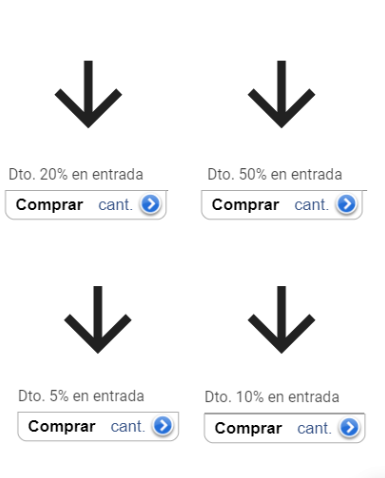 Dto. 20% en entrada
Comprar cant.
Dto. 50% en entrada
Comprar cant.
Dto. 5% en entrada
Comprar cant.
Dto. 10% en entrada
Comprar cant.